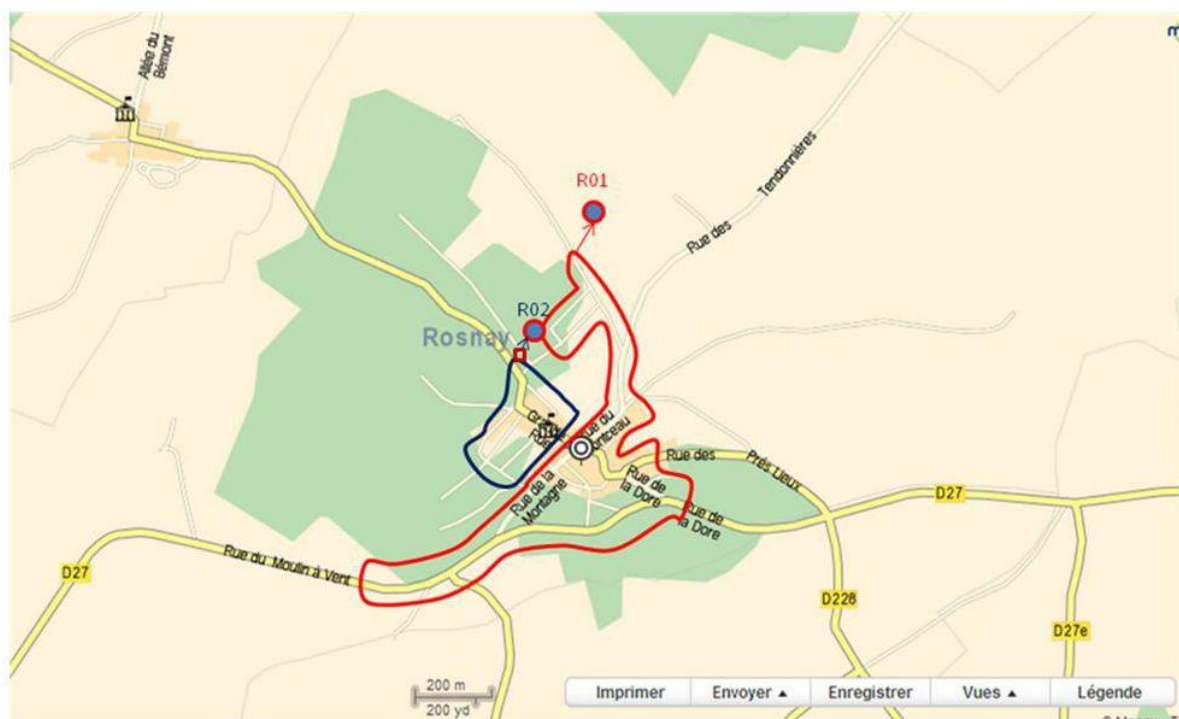 Allée du
Bémont
R01
Tendonnières
Rue des
R02
Rosnay
Rue du
Rue des
Prés Lieux
Rue de la
Montagne
Rue de
la Dore
Rue de
la Dore
D27
Rue du Moulin à Vent
D27
D228
D27e
200 m
200 yd
Imprimer
Envoyer ▲
Enregistrer
Vues ▲
Légende